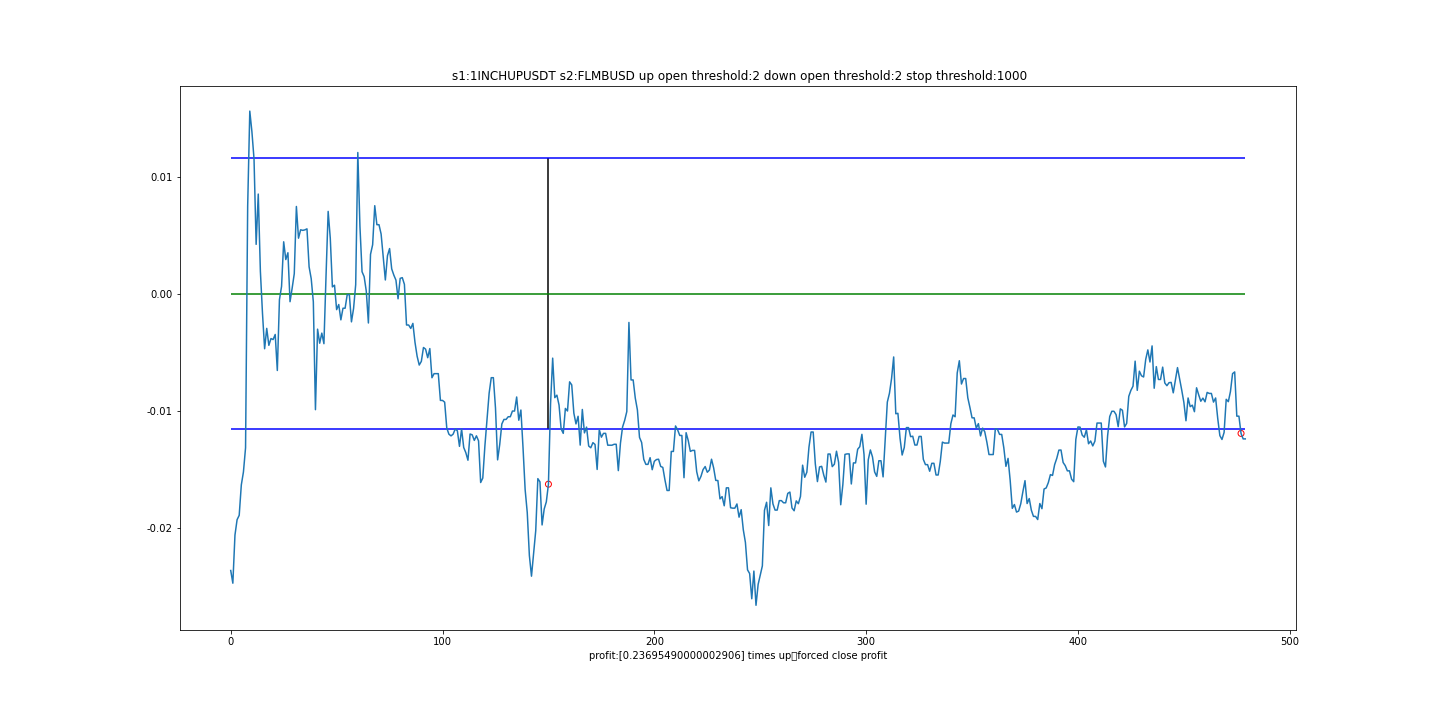 s1:1INCHUPUSDT s2:FLMBUSD up open threshold:2 down open threshold:2 stop threshold:1000
0.01
0.00
-0.01
-0.02
0 100 200 300 400 500
profit:[0.23695490000002906] times up▯forced close profit